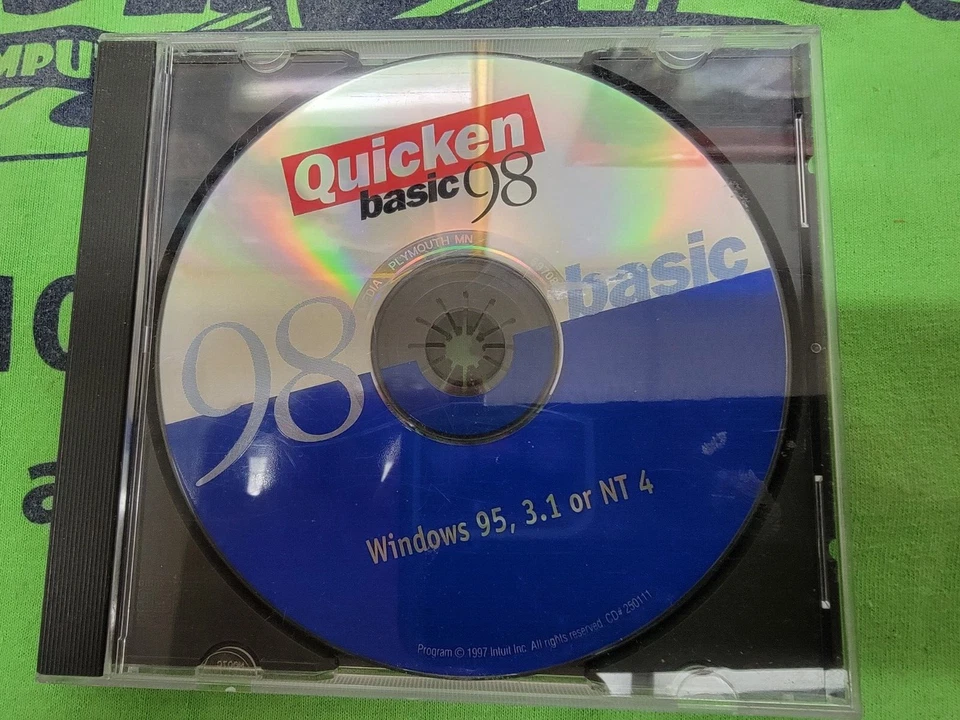 Quicken
basic 98
PLYMOUTH MN
basic
98
Windows 95, 3.1 or NT 4
Program © 1997 Intuit Inc. All rights reserved. CD# 250111